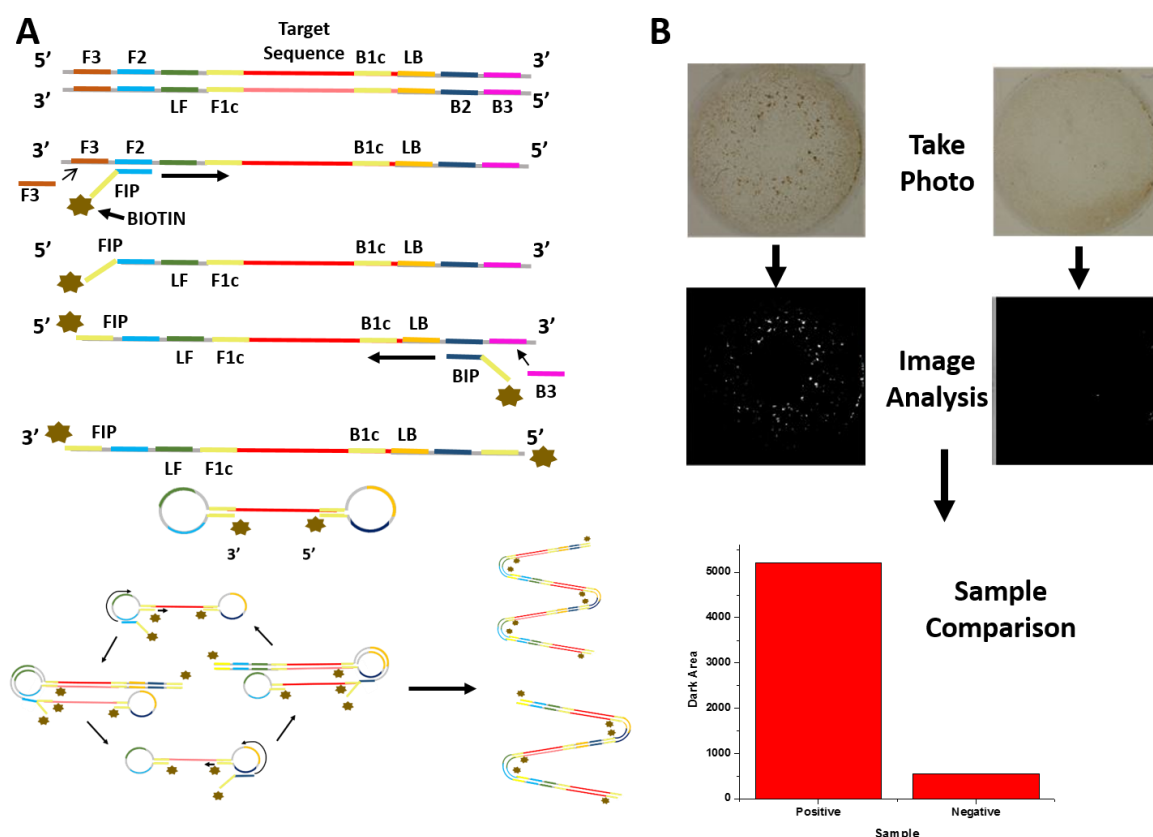 A
Target
Sequence
5’ F3 F2 B1c LB 3’
3’ LF F1c B2 B3 5’
3’ F3 F2 B1c LB 5’
F3 FIP
BIOTIN
5’ FIP B1c LB 3’
LF F1c
5’ FIP B1c LB 3’
LF F1c BIP B3
3’ FIP B1c LB 5’
LF F1c
3’ 5’
B
Take
Photo
Image
Analysis
Sample
Comparison
5000
4000
3000
2000
1000
0
Dark Area
Positive Negative
Sample